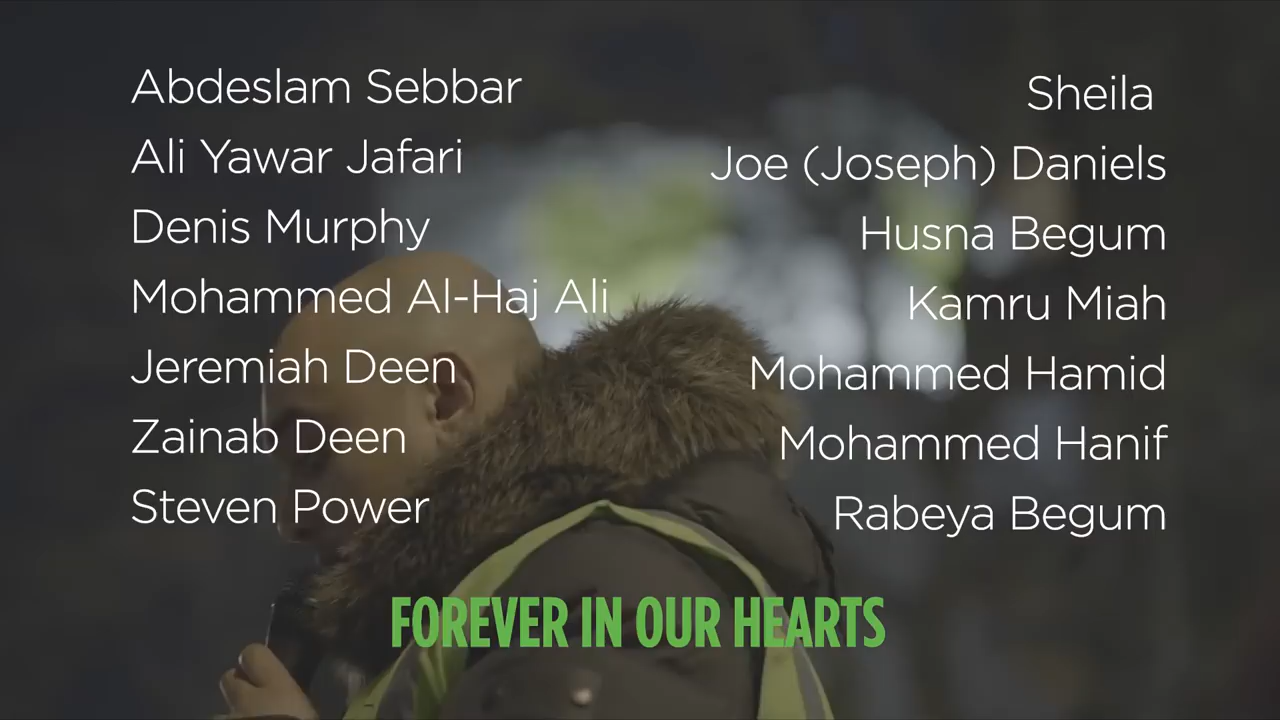 Abdeslam Sebbar
Ali Yawar Jafari
Denis Murphy
Mohammed Al-Haj Ali
Jeremiah Deen
Zainab Deen
Steven Power
Sheila
Joe (Joseph) Daniels
Husna Begum
Kamru Miah
Mohammed Hamid
Mohammed Hanif
Rabeya Begum
FOREVER IN OUR HEARTS